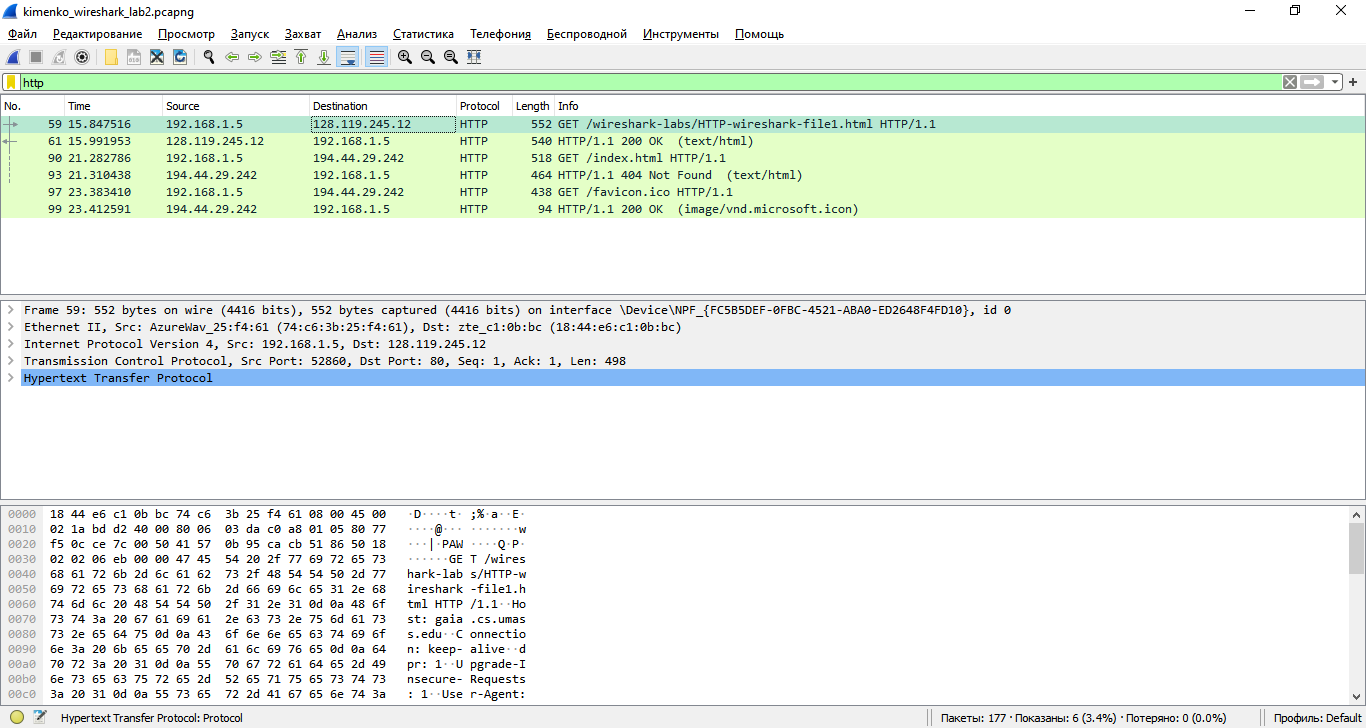 kimenko_wireshark_lab2.pcapng
Файл Редактирование Просмотр Запуск Захват Анализ Статистика Телефония Беспроводной Инструменты Помощь
http
No. Time Source Destination Protocol Length Info
59 15.847516 192.168.1.5 128.119.245.12 HTTP 552 GET /wireshark-labs/HTTP-wireshark-file1.html HTTP/1.1
61 15.991953 128.119.245.12 192.168.1.5 HTTP 540 HTTP/1.1 200 OK (text/html)
90 21.282786 192.168.1.5 194.44.29.242 HTTP 518 GET /index.html HTTP/1.1
93 21.310438 194.44.29.242 192.168.1.5 HTTP 464 HTTP/1.1 404 Not Found (text/html)
97 23.383410 192.168.1.5 194.44.29.242 HTTP 438 GET /favicon.ico HTTP/1.1
99 23.412591 194.44.29.242 192.168.1.5 HTTP 94 HTTP/1.1 200 OK (image/vnd.microsoft.icon)
Frame 59: 552 bytes on wire (4416 bits), 552 bytes captured (4416 bits) on interface \Device\NPF_{FC5B5DEF-0FBC-4521-ABA0-ED2648F4FD10}, id 0
Ethernet II, Src: AzureWav_25:f4:61 (74:c6:3b:25:f4:61), Dst: zte_c1:0b:bc (18:44:e6:c1:0b:bc)
Internet Protocol Version 4, Src: 192.168.1.5, Dst: 128.119.245.12
Transmission Control Protocol, Src Port: 52860, Dst Port: 80, Seq: 1, Ack: 1, Len: 498
Hypertext Transfer Protocol
0000 18 44 e6 c1 0b bc 74 c6 3b 25 f4 61 08 00 45 00 ·D····t· ;%·a··E·
0010 02 1a bd d2 40 00 80 06 03 da c0 a8 01 05 80 77 ····@··· ·······w
0020 f5 0c ce 7c 00 50 41 57 0b 95 ca cb 51 86 50 18 ···|·PAW ····Q·P·
0030 02 02 06 eb 00 00 47 45 54 20 2f 77 69 72 65 73 ······GE T /wires
0040 68 61 72 6b 2d 6c 61 62 73 2f 48 54 54 50 2d 77 hark-lab s/HTTP-w
0050 69 72 65 73 68 61 72 6b 2d 66 69 6c 65 31 2e 68 ireshark -file1.h
0060 74 6d 6c 20 48 54 54 50 2f 31 2e 31 0d 0a 48 6f tml HTTP /1.1··Ho
0070 73 74 3a 20 67 61 69 61 2e 63 73 2e 75 6d 61 73 st: gaia .cs.umas
0080 73 2e 65 64 75 0d 0a 43 6f 6e 6e 65 63 74 69 6f s.edu··C onnectio
0090 6e 3a 20 6b 65 65 70 2d 61 6c 69 76 65 0d 0a 64 n: keep- alive··d
00a0 70 72 3a 20 31 0d 0a 55 70 67 72 61 64 65 2d 49 pr: 1··U pgrade-I
00b0 6e 73 65 63 75 72 65 2d 52 65 71 75 65 73 74 73 nsecure- Requests
00c0 3a 20 31 0d 0a 55 73 65 72 2d 41 67 65 6e 74 3a : 1··Use r-Agent:
Hypertext Transfer Protocol: Protocol Пакеты: 177 · Показаны: 6 (3.4%) · Потеряно: 0 (0.0%) Профиль: Default